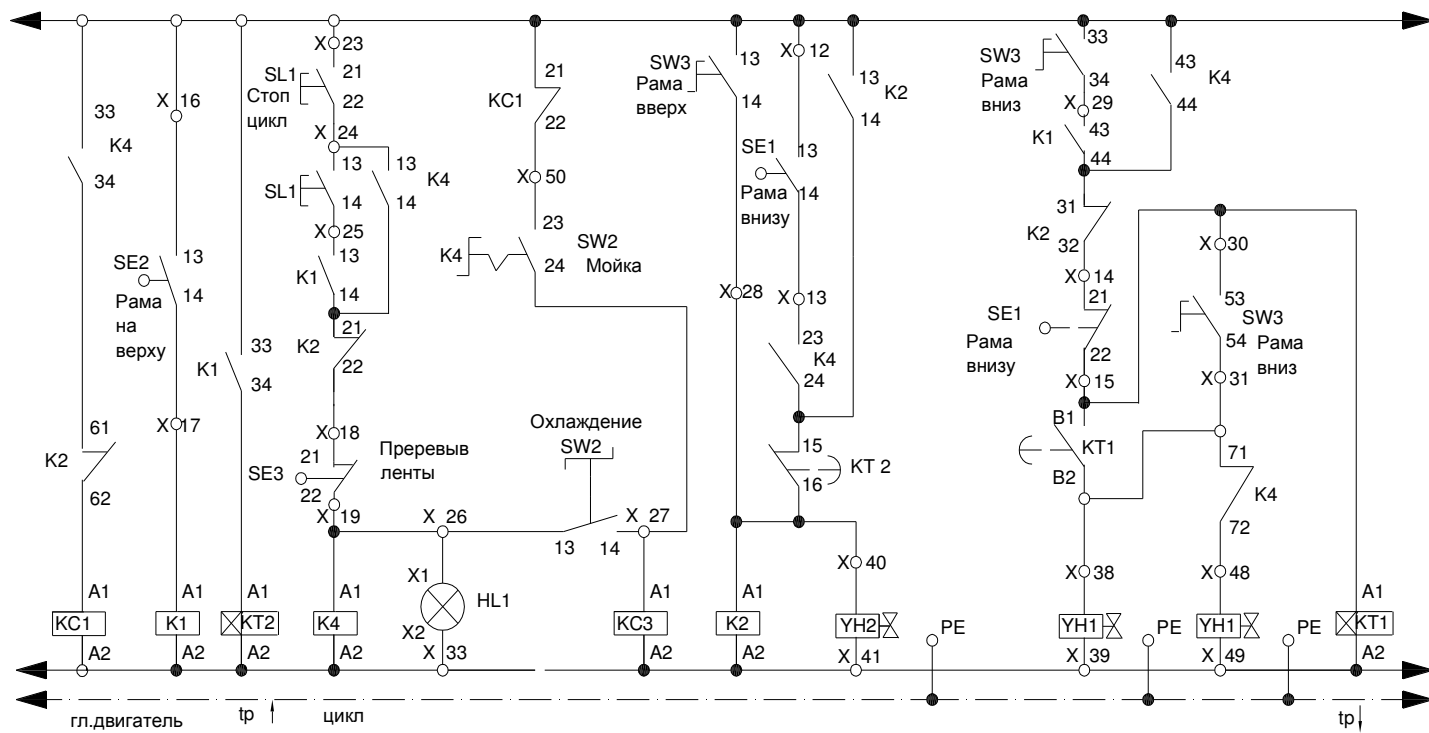 33
K4
34
61
K2
62
A1
KC1
A2
X 16
SE2
13
14
Рама
на
верху
X 17
A1
K1
A2
K1
33
34
A1
KT2
A2
X 23
SL1
21
Стоп
22
цикл
X 24
13
SL1
14
X 25
13
K1
14
13
K4
14
21
K2
22
X 18
21
SE3
22
Преревыв
ленты
X 19
A1
K4
A2
X 26
X1
HL1
X2
X 33
21
KC1
22
X 50
23
K4
SW2
24
Мойка
Охлаждение
SW2
13 14
X 27
A1
KC3
A2
SW3
13
Рама
вверх
14
X 28
A1
K2
A2
X 12
SE1
13
14
Рама
внизу
X 13
23
K4
24
13
K2
14
15
KT 2
16
X 40
YH2
X 41
PE
33
SW3
Рама
34
вниз
X 29
K1
43
44
43
K4
44
31
K2
32
X 14
21
SE1
Рама
22
внизу
X 15
B1
KT1
B2
X 38
YH1
X 39
PE
X 30
53
SW3
54
Рама
вниз
X 31
71
K4
72
X 48
YH1
X 49
PE
A1
KT1
A2
гл.двигатель
tp
цикл
tp